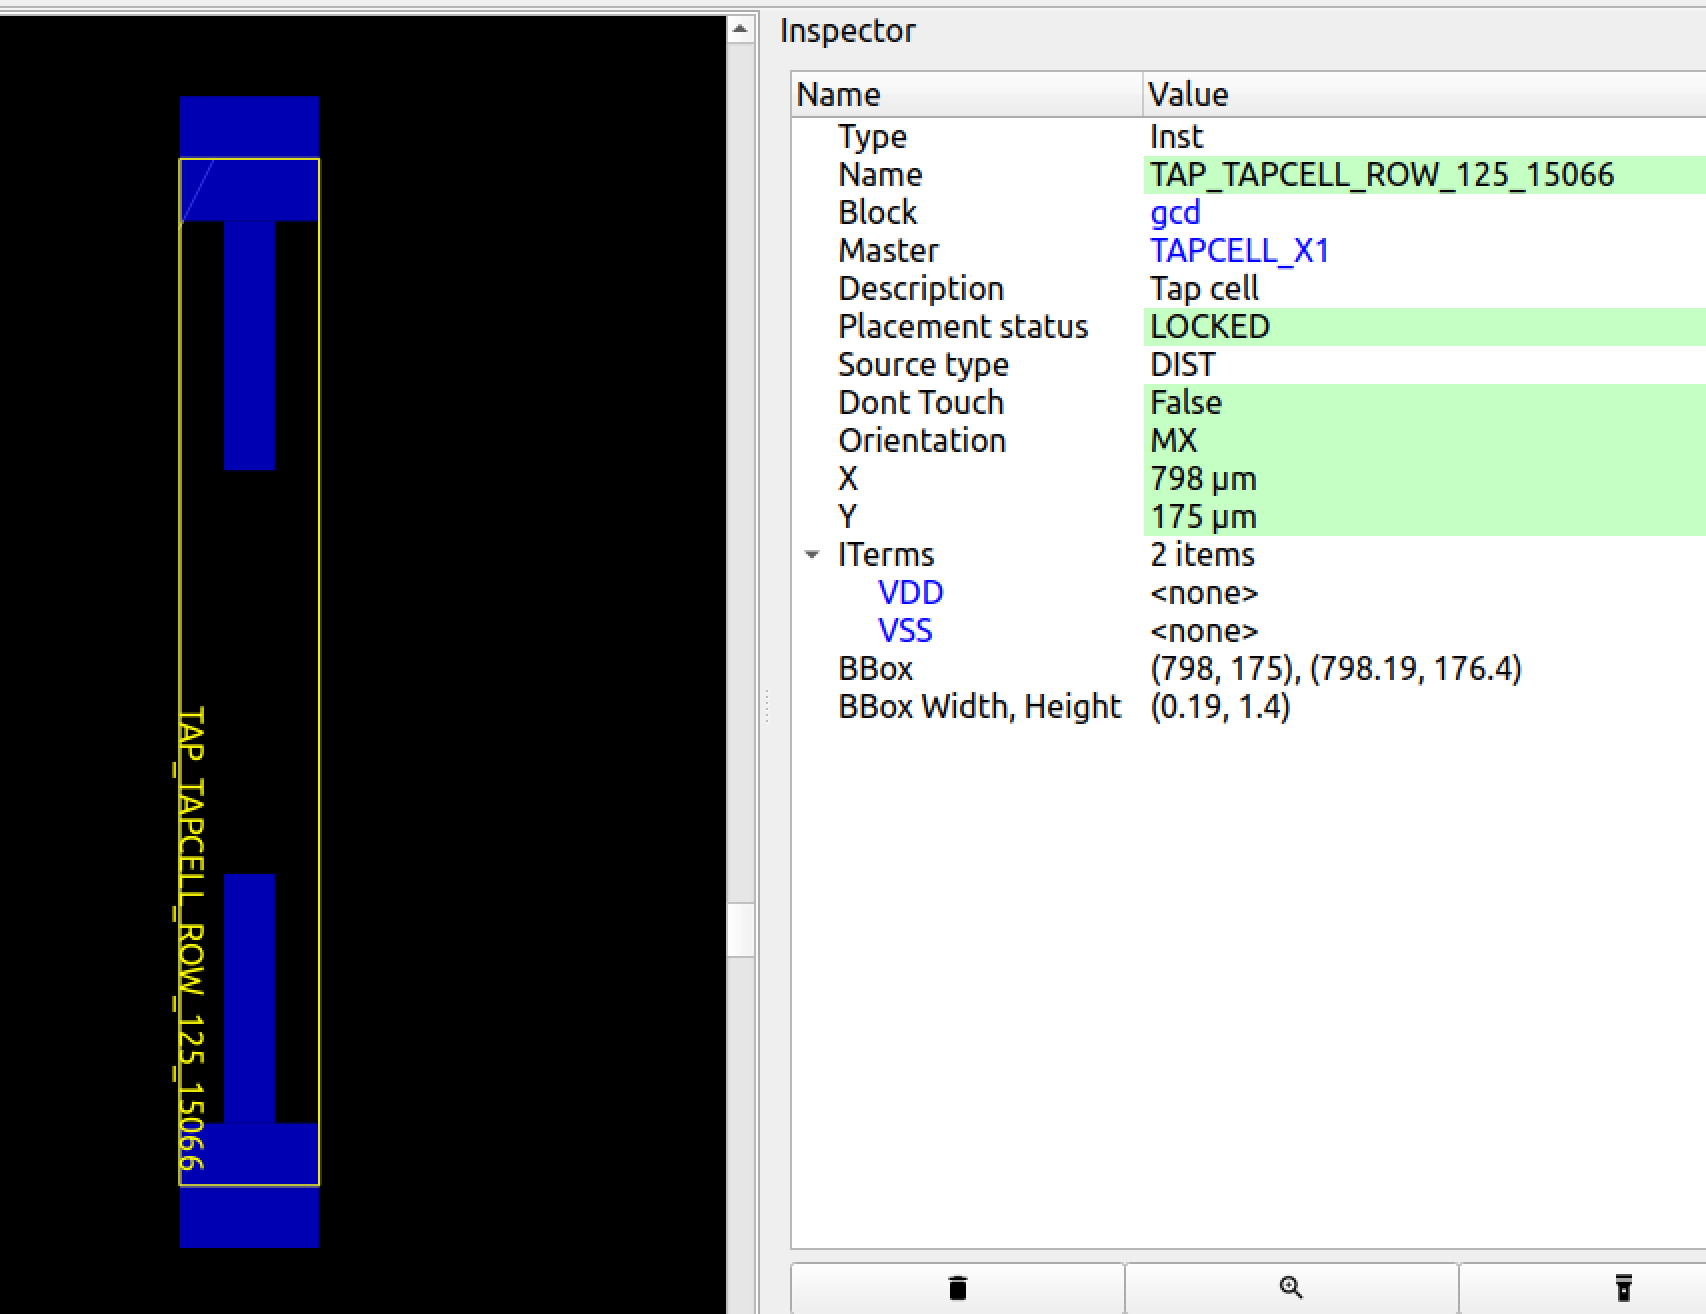 Inspector
Name Value
Type Inst
Name TAP_TAPCELL_ROW_125_15066
Block gcd
Master TAPCELL_X1
Description Tap cell
Placement status LOCKED
Source type DIST
Dont Touch False
Orientation MX
X 798 µm
Y 175 µm
ITerms 2 items
VDD <none>
VSS <none>
BBox (798, 175), (798.19, 176.4)
BBox Width, Height (0.19, 1.4)
TAP_TAPCELL_ROW_125_15066